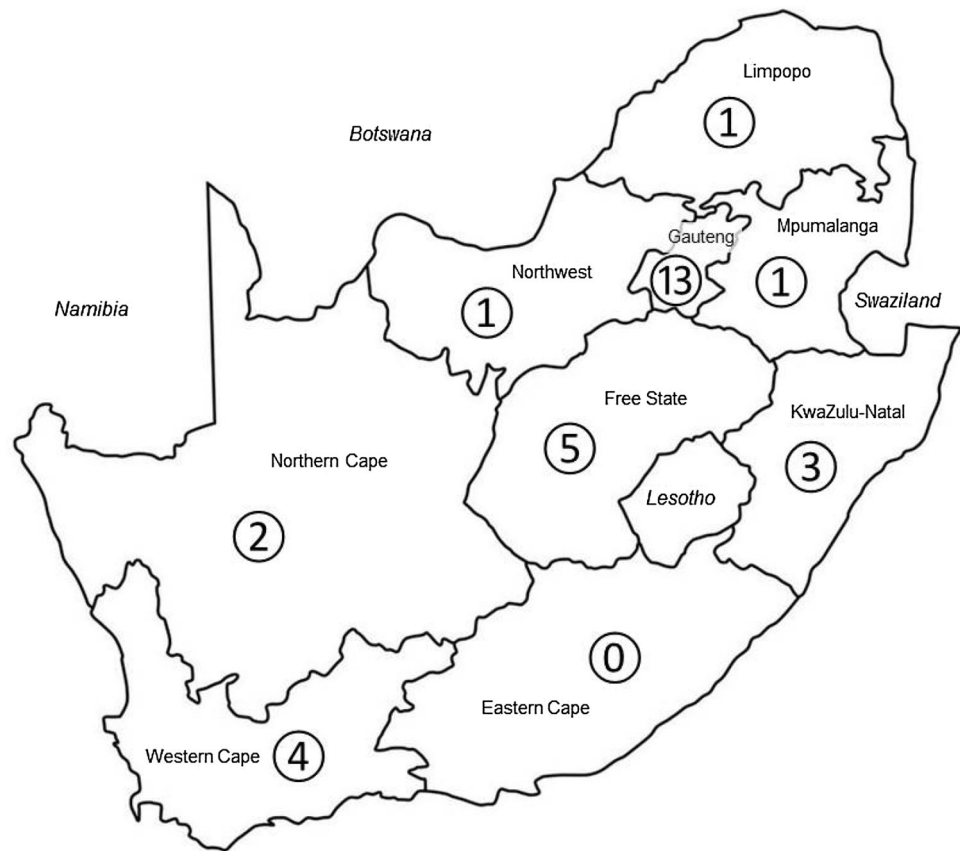 Limpopo
1
Botswana
Mpumalanga
Gauteng
Northwest
13
1
Swaziland
Namibia
1
Free State
KwaZulu-Natal
5
Northern Cape
3
Lesotho
2
0
Eastern Cape
Western Cape 4